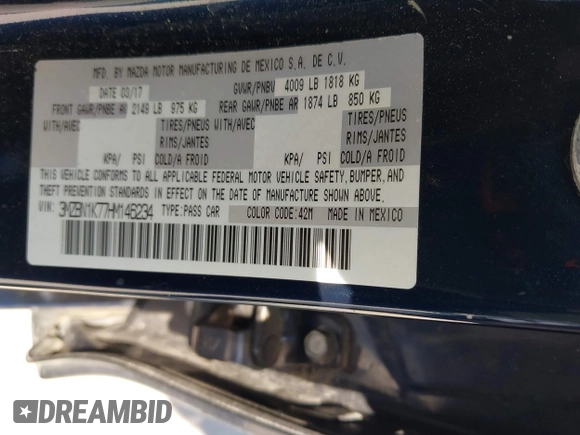 MFD. BY MAZDA MOTOR MANUFACTURING DE MEXICO S.A. DE C.V.
DATE 03/17 GVWR/PNBV 4009 LB 1818 KG
FRONT GAWR/PNBE AV 2149 LB 975 KG REAR GAWR/PNBE AR 1874 LB 850 KG
WITH/AVEC TIRES/PNEUS WITH/AVEC TIRES/PNEUS
RIMS/JANTES RIMS/JANTES
KPA/ PSI COLD/A FROID KPA/ PSI COLD/A FROID
THIS VEHICLE CONFORMS TO ALL APPLICABLE FEDERAL MOTOR VEHICLE SAFETY, BUMPER, AND
THEFT PREVENTION STANDARDS IN EFFECT ON THE DATE OF MANUFACTURE SHOWN ABOVE.
VIN: 3MZBN1K77HM146234 TYPE:PASS CAR COLOR CODE:42M MADE IN MEXICO
DREAMBID